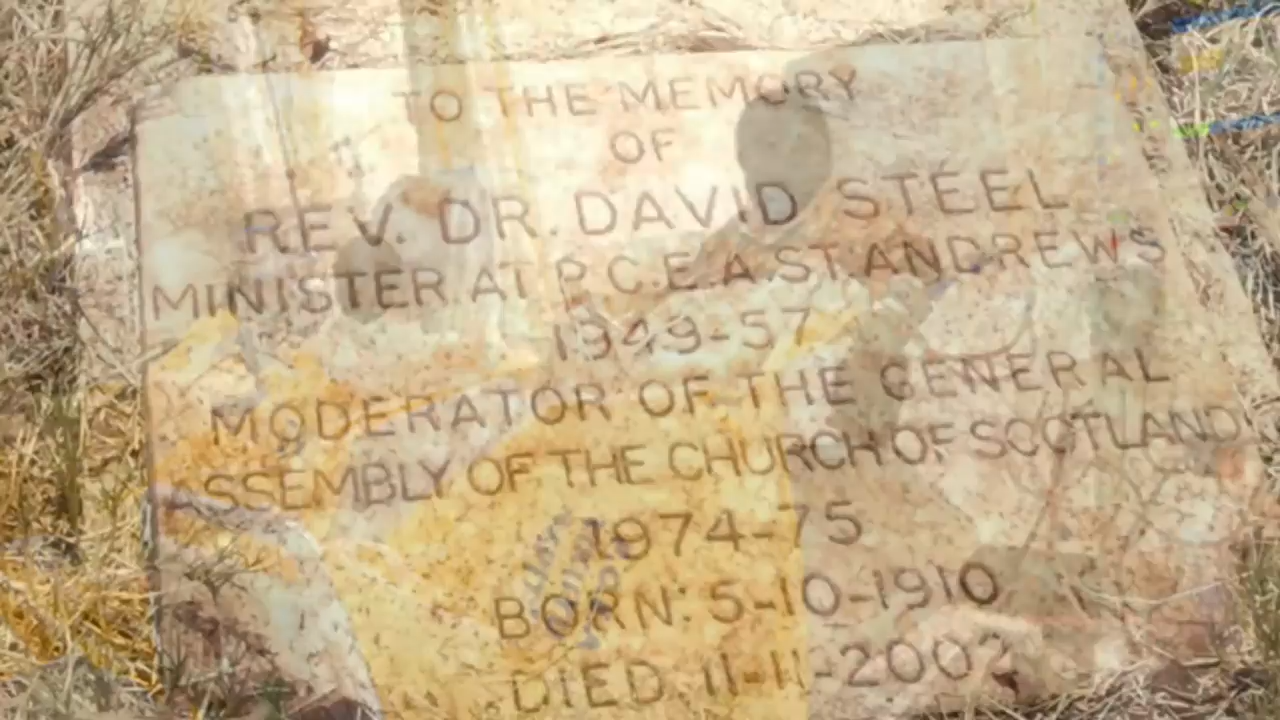 TO THE MEMORY
OF
REV. DR. DAVID STEEL
MINISTER AT P.C.E.A. ST. ANDREWS
1949-57
MODERATOR OF THE GENERAL
ASSEMBLY OF THE CHURCH OF SCOTLAND
1974-75
BORN: 5-10-1910
DIED 11-11-2002